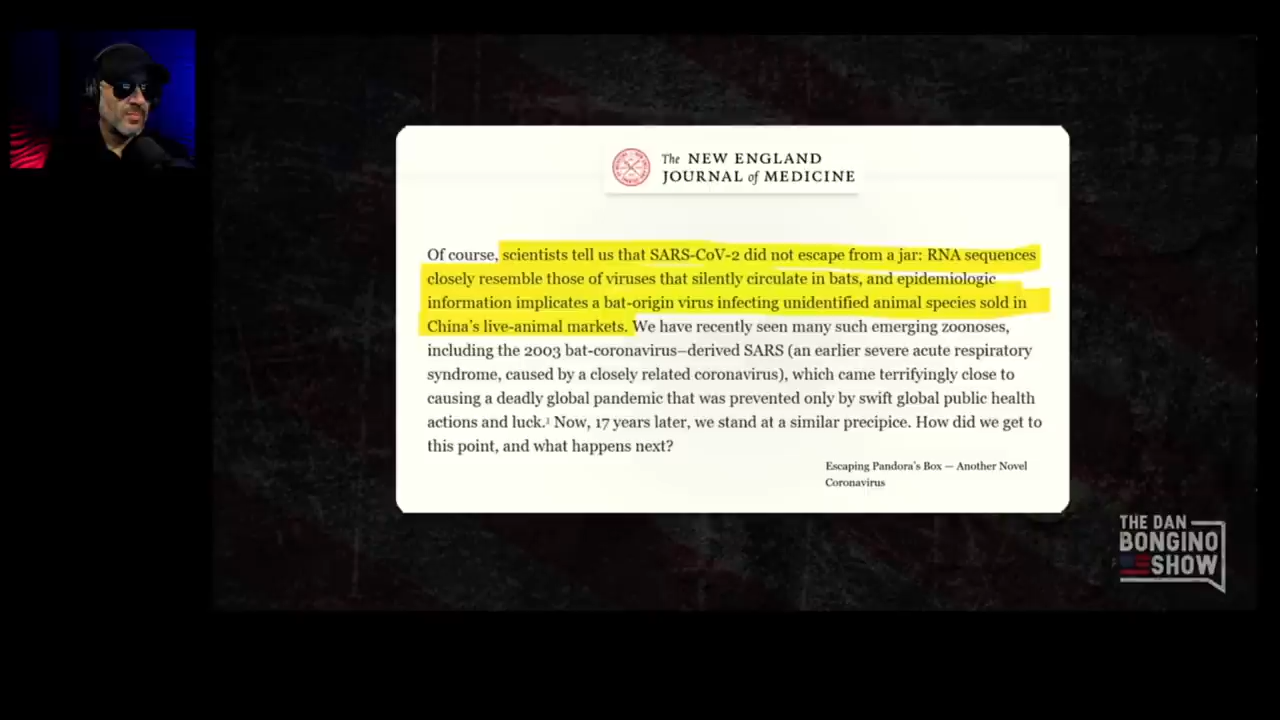 The NEW ENGLAND
JOURNAL of MEDICINE
Of course, scientists tell us that SARS-CoV-2 did not escape from a jar: RNA sequences
closely resemble those of viruses that silently circulate in bats, and epidemiologic
information implicates a bat-origin virus infecting unidentified animal species sold in
China’s live-animal markets. We have recently seen many such emerging zoonoses,
including the 2003 bat-coronavirus–derived SARS (an earlier severe acute respiratory
syndrome, caused by a closely related coronavirus), which came terrifyingly close to
causing a deadly global pandemic that was prevented only by swift global public health
actions and luck.¹ Now, 17 years later, we stand at a similar precipice. How did we get to
this point, and what happens next?
Escaping Pandora’s Box — Another Novel
Coronavirus
THE DAN
BONGINO
SHOW